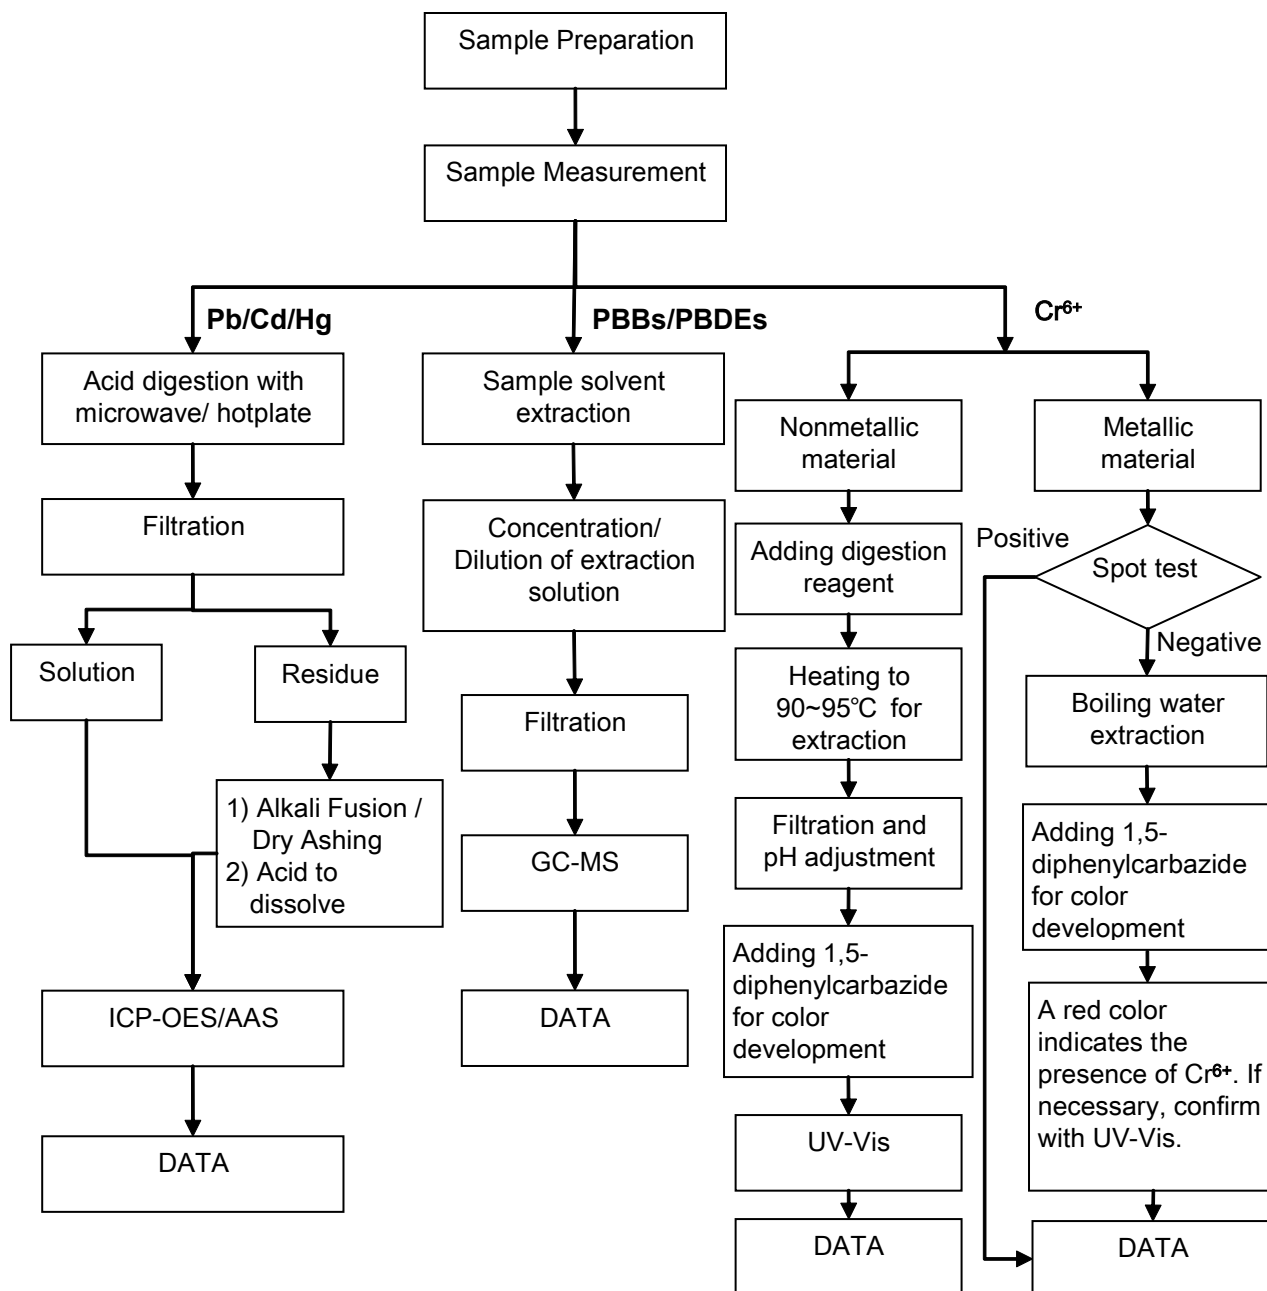 Sample Preparation
Sample Measurement
Pb/Cd/Hg
PBBs/PBDEs
Cr⁶⁺
Acid digestion with
microwave/ hotplate
Filtration
Solution
Residue
1) Alkali Fusion /
Dry Ashing
2) Acid to
dissolve
ICP-OES/AAS
DATA
Sample solvent
extraction
Concentration/
Dilution of extraction
solution
Filtration
GC-MS
DATA
Nonmetallic
material
Adding digestion
reagent
Heating to
90~95℃ for
extraction
Filtration and
pH adjustment
Adding 1,5-
diphenylcarbazide
for color
development
UV-Vis
DATA
Metallic
material
Positive
Spot test
Negative
Boiling water
extraction
Adding 1,5-
diphenylcarbazide
for color
development
A red color
indicates the
presence of Cr⁶⁺. If
necessary, confirm
with UV-Vis.
DATA